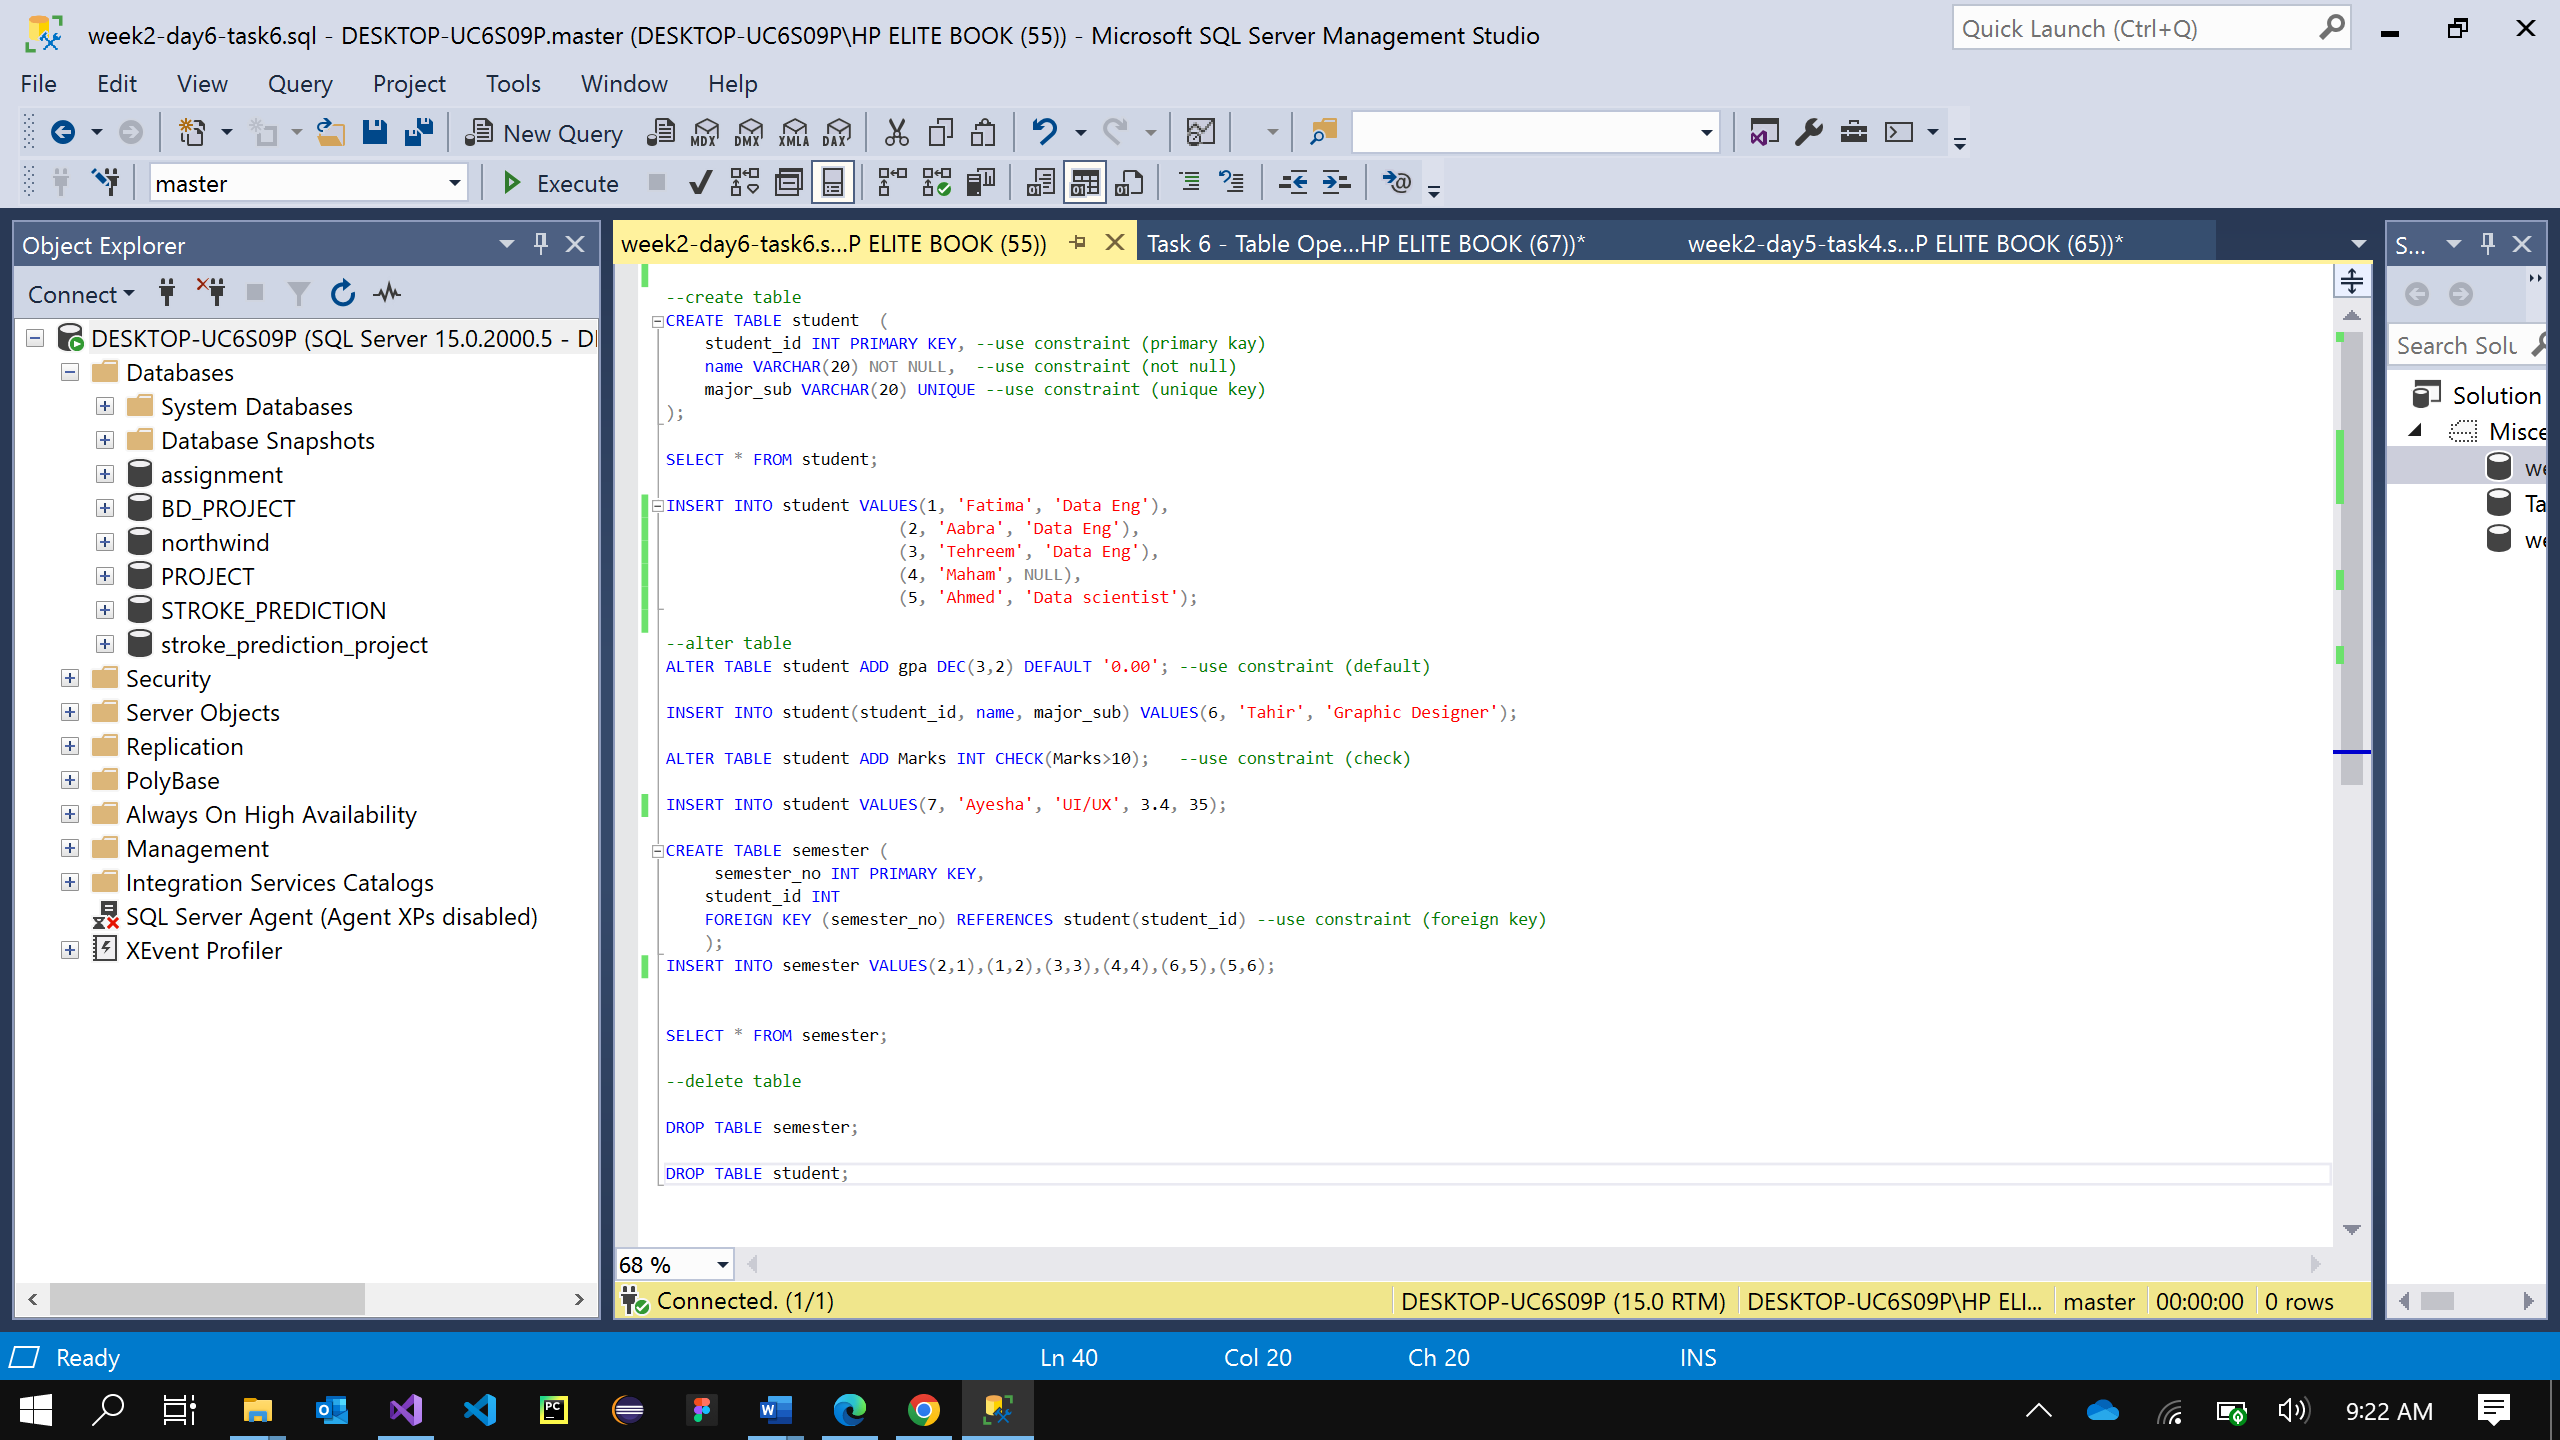 week2-day6-task6.sql - DESKTOP-UC6S09P.master (DESKTOP-UC6S09P\HP ELITE BOOK (55)) - Microsoft SQL Server Management Studio
Quick Launch (Ctrl+Q)
File Edit View Query Project Tools Window Help
New Query MDX DMX XMLA DAX
master Execute
Object Explorer
Connect
DESKTOP-UC6S09P (SQL Server 15.0.2000.5 - DI
Databases
System Databases
Database Snapshots
assignment
BD_PROJECT
northwind
PROJECT
STROKE_PREDICTION
stroke_prediction_project
Security
Server Objects
Replication
PolyBase
Always On High Availability
Management
Integration Services Catalogs
SQL Server Agent (Agent XPs disabled)
XEvent Profiler
week2-day6-task6.s...P ELITE BOOK (55)) Task 6 - Table Ope...HP ELITE BOOK (67))* week2-day5-task4.s...P ELITE BOOK (65))*
--create table
CREATE TABLE student (
student_id INT PRIMARY KEY, --use constraint (primary kay)
name VARCHAR(20) NOT NULL, --use constraint (not null)
major_sub VARCHAR(20) UNIQUE --use constraint (unique key)
);
SELECT * FROM student;
INSERT INTO student VALUES(1, 'Fatima', 'Data Eng'),
(2, 'Aabra', 'Data Eng'),
(3, 'Tehreem', 'Data Eng'),
(4, 'Maham', NULL),
(5, 'Ahmed', 'Data scientist');
--alter table
ALTER TABLE student ADD gpa DEC(3,2) DEFAULT '0.00'; --use constraint (default)
INSERT INTO student(student_id, name, major_sub) VALUES(6, 'Tahir', 'Graphic Designer');
ALTER TABLE student ADD Marks INT CHECK(Marks>10); --use constraint (check)
INSERT INTO student VALUES(7, 'Ayesha', 'UI/UX', 3.4, 35);
CREATE TABLE semester (
semester_no INT PRIMARY KEY,
student_id INT
FOREIGN KEY (semester_no) REFERENCES student(student_id) --use constraint (foreign key)
);
INSERT INTO semester VALUES(2,1),(1,2),(3,3),(4,4),(6,5),(5,6);
SELECT * FROM semester;
--delete table
DROP TABLE semester;
DROP TABLE student;
68 %
Connected. (1/1) DESKTOP-UC6S09P (15.0 RTM) DESKTOP-UC6S09P\HP ELI... master 00:00:00 0 rows
S...
Search Solu
Solution
Misce
we
Ta
we
Ready Ln 40 Col 20 Ch 20 INS
9:22 AM